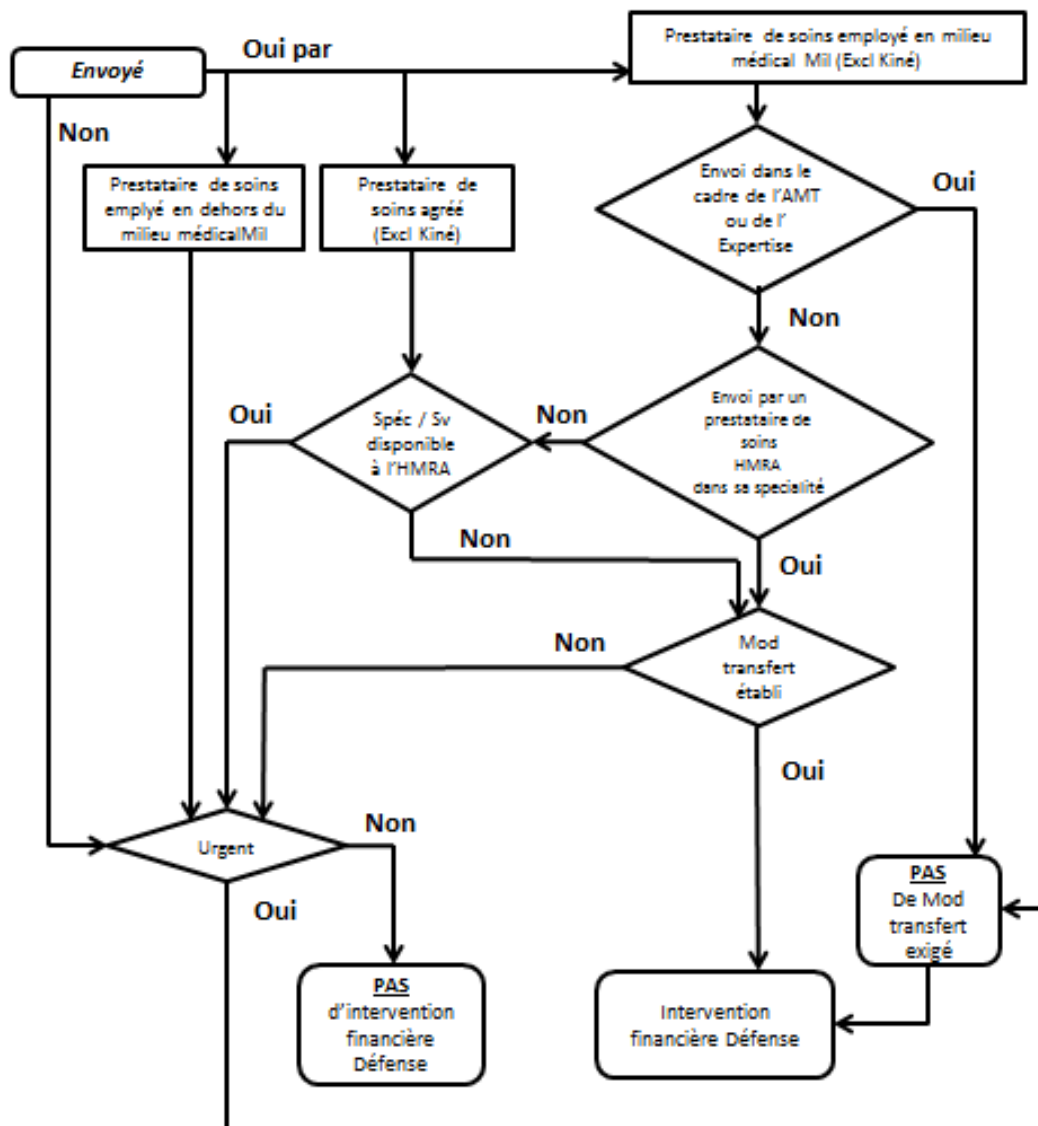 Prestataire de soins employé en milieu
médical Mil (Excl Kiné)
Envoyé
Oui par
Non
Prestataire de soins
emplyé en dehors du
milieu médicalMil
Prestataire de
soins agréé
(Excl Kiné)
Envoi dans le
cadre de l'AMT
ou de l'
Expertise
Oui
Non
Oui
Spéc / Sv
disponible
à l'HMRA
Non
Envoi par un
prestataire de
soins
HMRA
dans sa specialité
Non
Oui
Non
Mod
transfert
établi
Oui
Urgent
Non
Oui
PAS
De Mod
transfert
exigé
PAS
d'intervention
financière
Défense
Intervention
financière Défense